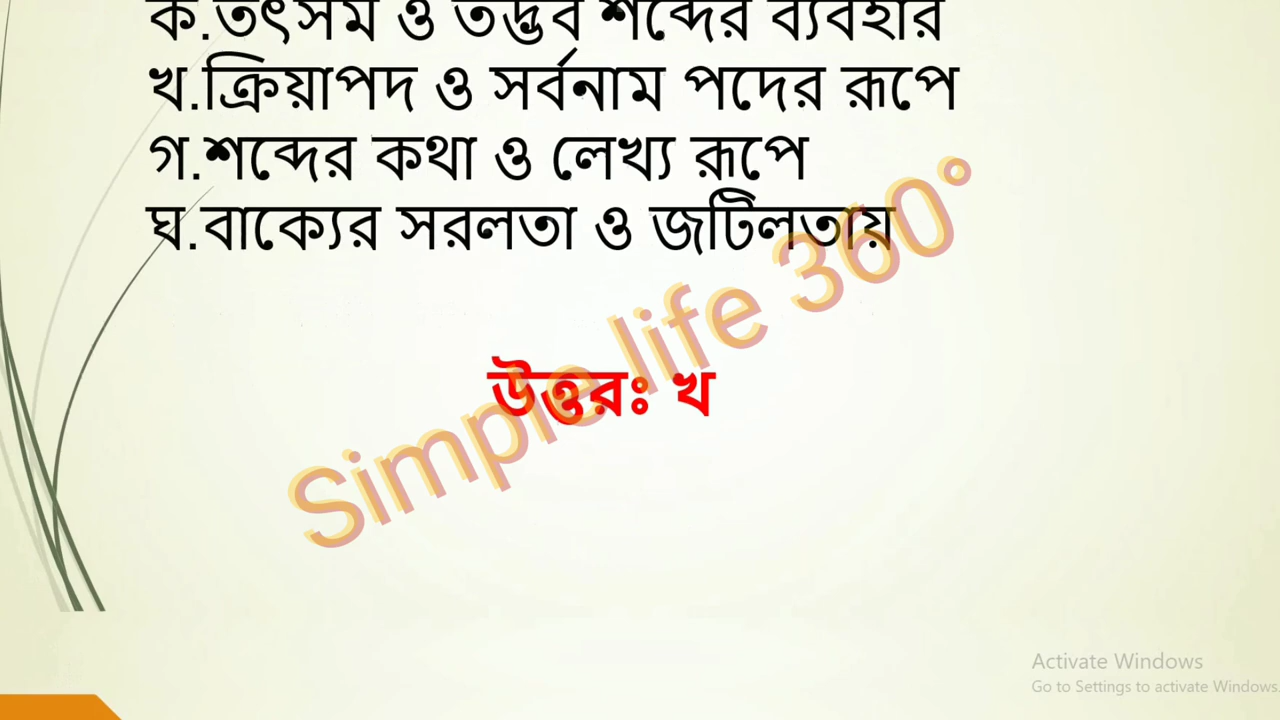 ক.তৎসম ও তদ্ভব শব্দের ব্যবহার
খ.ক্রিয়াপদ ও সর্বনাম পদের রূপে
গ.শব্দের কথা ও লেখ্য রূপে
ঘ.বাক্যের সরলতা ও জটিলতায়
উত্তরঃ খ
Simple life 360°
Activate Windows
Go to Settings to activate Windows.